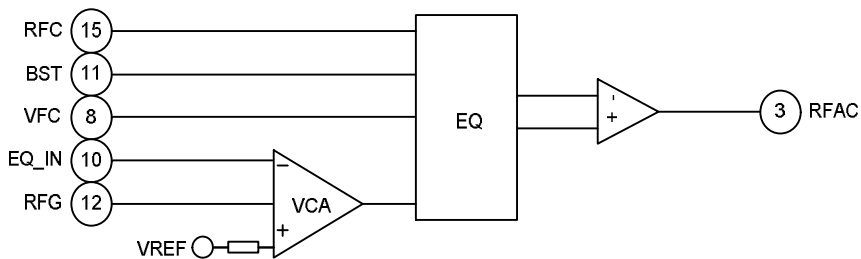 RFC 15
BST 11
VFC 8
EQ_IN 10
RFG 12
VREF
−
VCA
+
EQ
-
+
3 RFAC